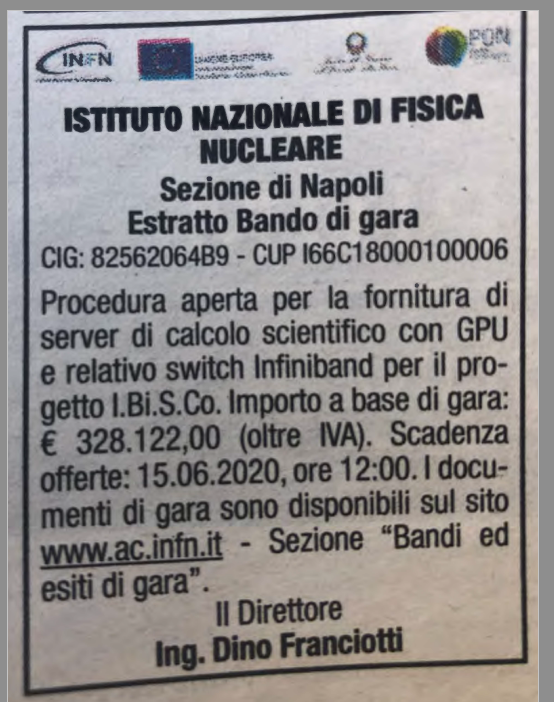 INFN
UNIONE EUROPEA
PON
ISTITUTO NAZIONALE DI FISICA
NUCLEARE
Sezione di Napoli
Estratto Bando di gara
CIG: 82562064B9 - CUP I66C18000100006
Procedura aperta per la fornitura di
server di calcolo scientifico con GPU
e relativo switch Infiniband per il pro-
getto I.Bi.S.Co. Importo a base di gara:
€ 328.122,00 (oltre IVA). Scadenza
offerte: 15.06.2020, ore 12:00. I docu-
menti di gara sono disponibili sul sito
www.ac.infn.it - Sezione “Bandi ed
esiti di gara”.
Il Direttore
Ing. Dino Franciotti